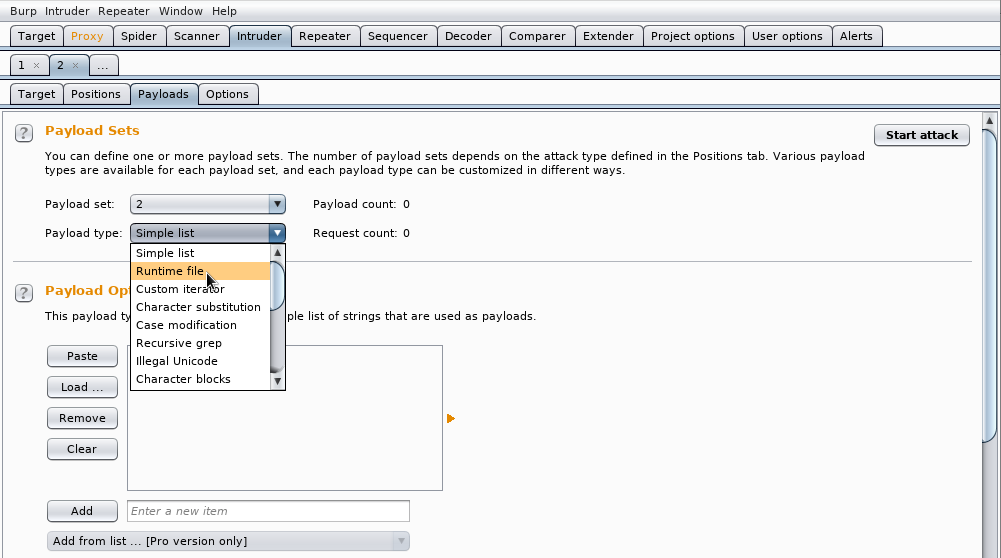 Burp Intruder Repeater Window Help
Target Proxy Spider Scanner Intruder Repeater Sequencer Decoder Comparer Extender Project options User options Alerts
1 × 2 × ...
Target Positions Payloads Options
? Payload Sets
Start attack
You can define one or more payload sets. The number of payload sets depends on the attack type defined in the Positions tab. Various payload
types are available for each payload set, and each payload type can be customized in different ways.
Payload set: 2 Payload count: 0
Payload type: Simple list Request count: 0
Simple list
Runtime file
Custom iterator
Character substitution
Case modification
Recursive grep
Illegal Unicode
Character blocks
? Payload Opt
This payload ty ple list of strings that are used as payloads.
Paste
Load ...
Remove
Clear
Add Enter a new item
Add from list ... [Pro version only]